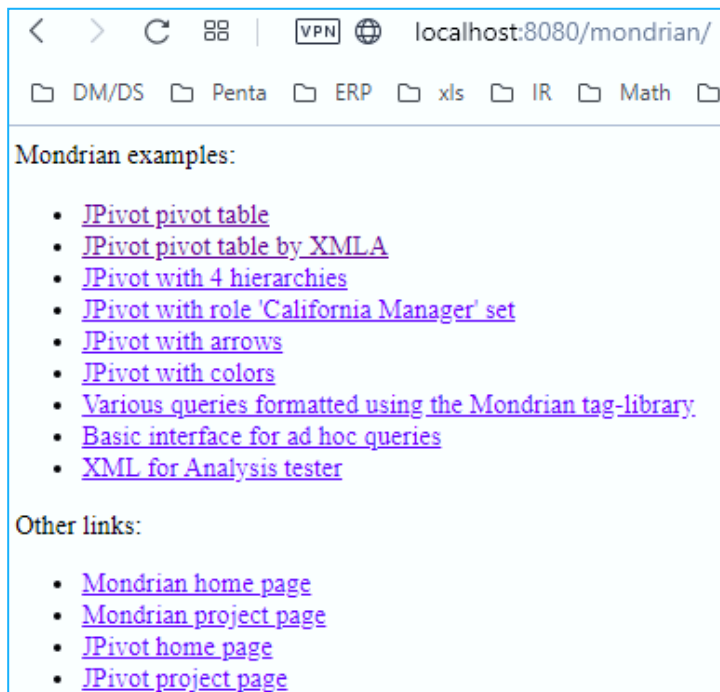 VPN localhost:8080/mondrian/
DM/DS Penta ERP xls IR Math
Mondrian examples:
JPivot pivot table
JPivot pivot table by XMLA
JPivot with 4 hierarchies
JPivot with role 'California Manager' set
JPivot with arrows
JPivot with colors
Various queries formatted using the Mondrian tag-library
Basic interface for ad hoc queries
XML for Analysis tester
Other links:
Mondrian home page
Mondrian project page
JPivot home page
JPivot project page